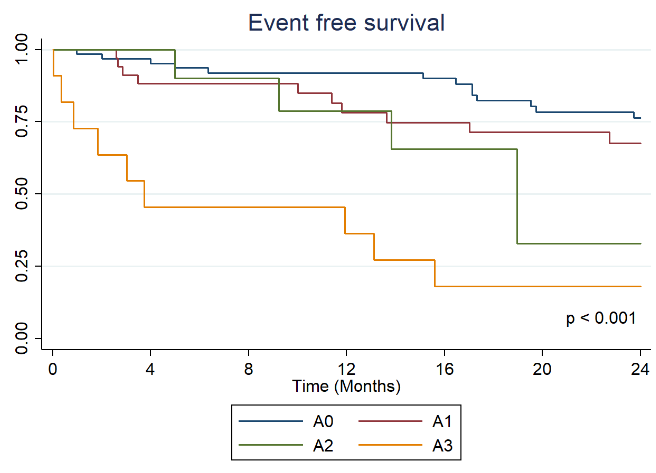 Event free survival
1.00
0.75
0.50
0.25
0.00
p < 0.001
0 4 8 12 16 20 24
Time (Months)
A0 A1
A2 A3